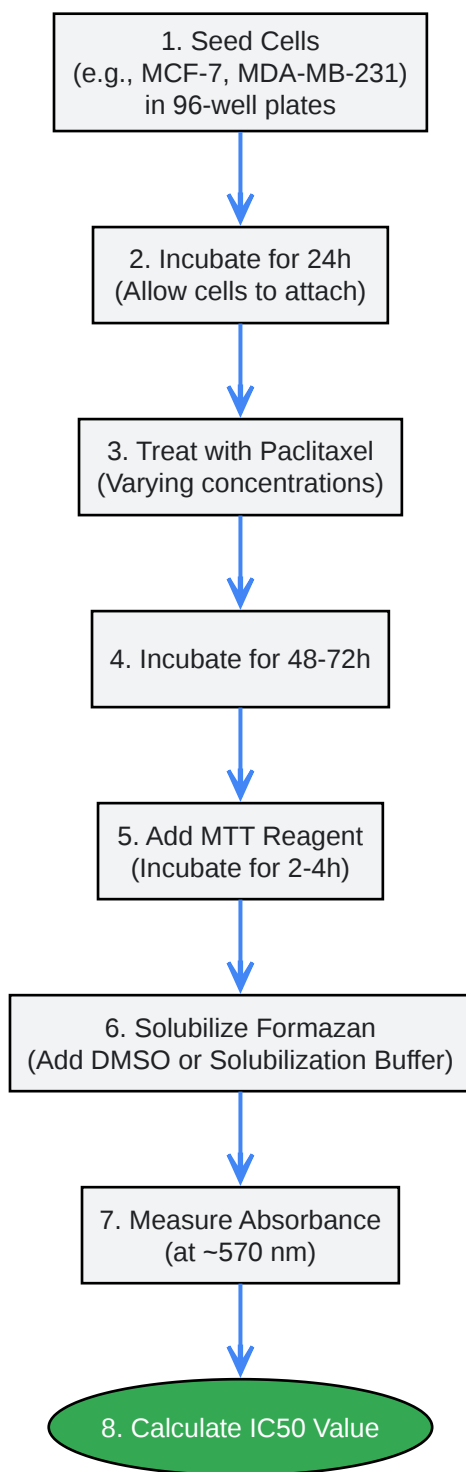 1. Seed Cells
(e.g., MCF-7, MDA-MB-231)
in 96-well plates
2. Incubate for 24h
(Allow cells to attach)
3. Treat with Paclitaxel
(Varying concentrations)
4. Incubate for 48-72h
5. Add MTT Reagent
(Incubate for 2-4h)
6. Solubilize Formazan
(Add DMSO or Solubilization Buffer)
7. Measure Absorbance
(at ~570 nm)
8. Calculate IC50 Value